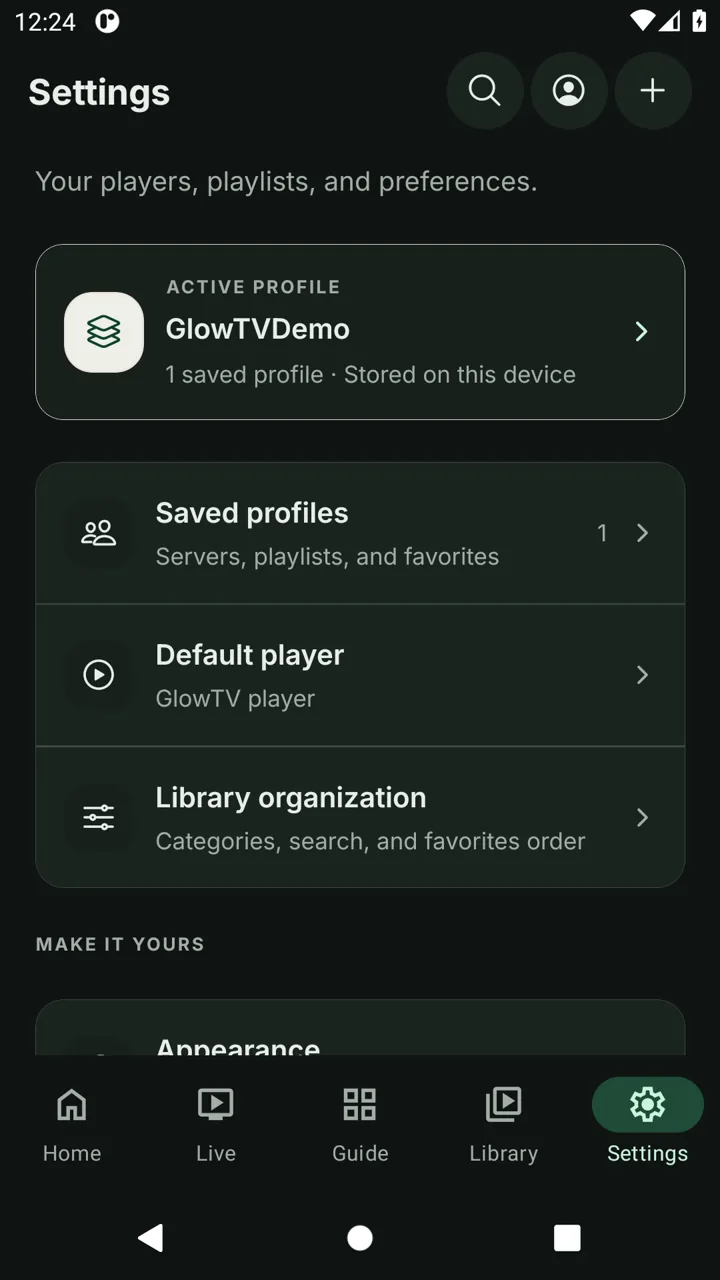 12:24
Settings
Your players, playlists, and preferences.
ACTIVE PROFILE
GlowTVDemo
1 saved profile · Stored on this device
Saved profiles
1
Servers, playlists, and favorites
Default player
GlowTV player
Library organization
Categories, search, and favorites order
MAKE IT YOURS
Appearance
Home
Live
Guide
Library
Settings